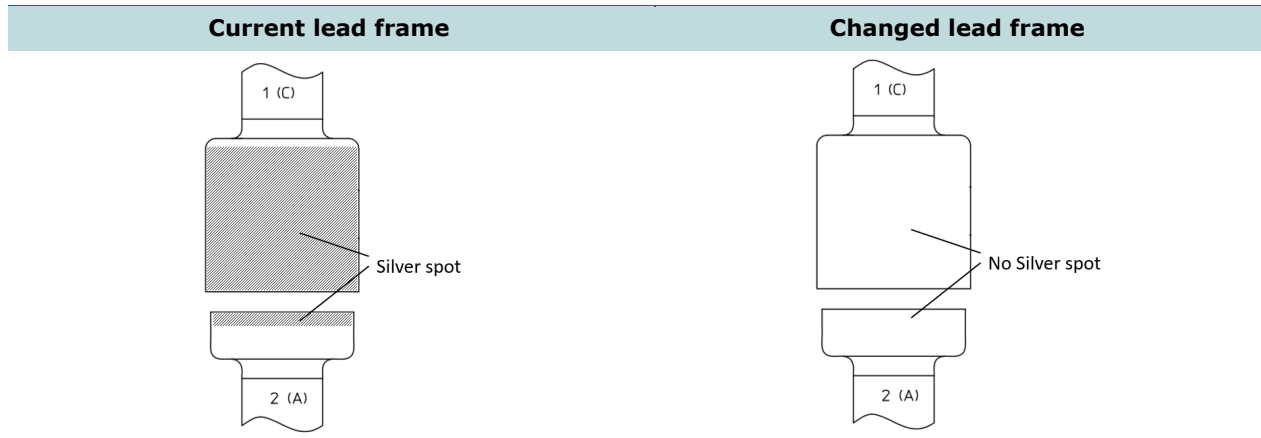 Current lead frame
Changed lead frame
1 (C)
1 (C)
Silver spot
No Silver spot
2 (A)
2 (A)